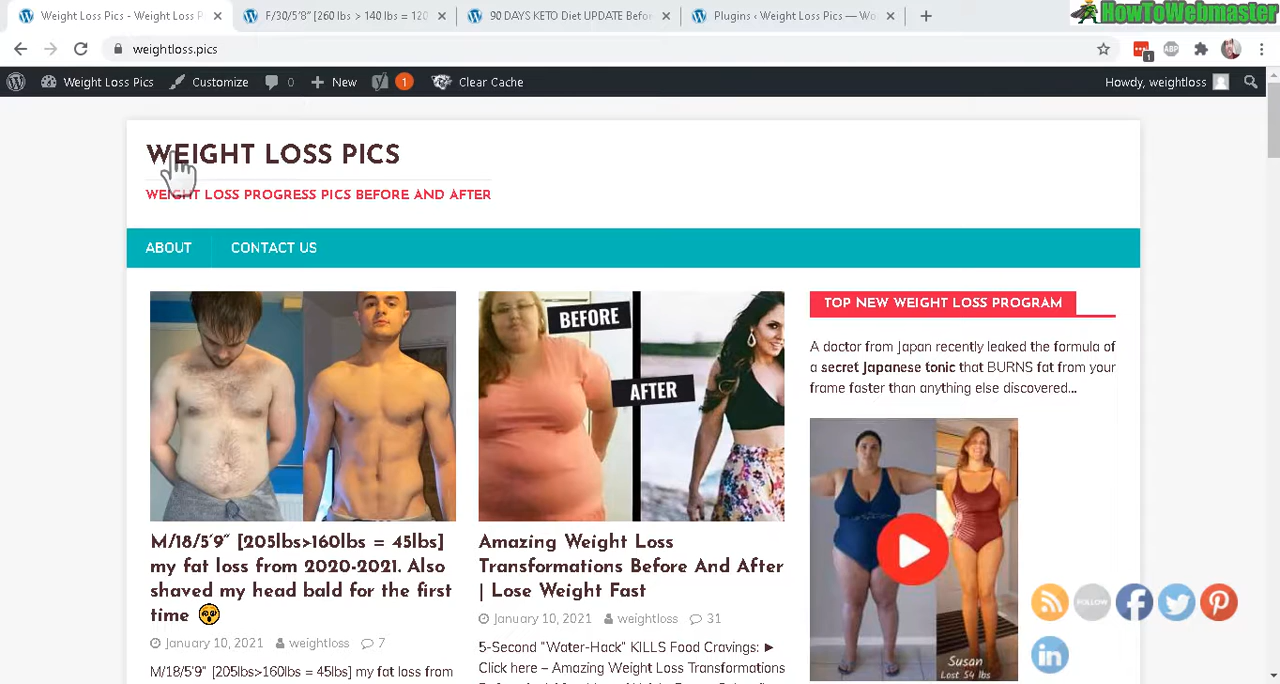 Weight Loss Pics - Weight Loss P
F/30/5'8" [260 lbs > 140 lbs = 120
90 DAYS KETO Diet UPDATE Befor
Plugins ‹ Weight Loss Pics — Wo
HowToWebmaster
weightloss.pics
ABP
1
Weight Loss Pics
Customize
0
New
1
Clear Cache
Howdy, weightloss
WEIGHT LOSS PICS
WEIGHT LOSS PROGRESS PICS BEFORE AND AFTER
ABOUT
CONTACT US
BEFORE
AFTER
M/18/5'9" [205lbs>160lbs = 45lbs]
my fat loss from 2020-2021. Also
shaved my head bald for the first
time 😲
January 10, 2021 weightloss 7
M/18/5'9" [205lbs>160lbs = 45lbs] my fat loss from
Amazing Weight Loss
Transformations Before And After
| Lose Weight Fast
January 10, 2021 weightloss 31
5-Second "Water-Hack" KILLS Food Cravings: ►
Click here – Amazing Weight Loss Transformations
TOP NEW WEIGHT LOSS PROGRAM
A doctor from Japan recently leaked the formula of
a secret Japanese tonic that BURNS fat from your
frame faster than anything else discovered...
Susan
Lost 54 lbs
FOLLOW